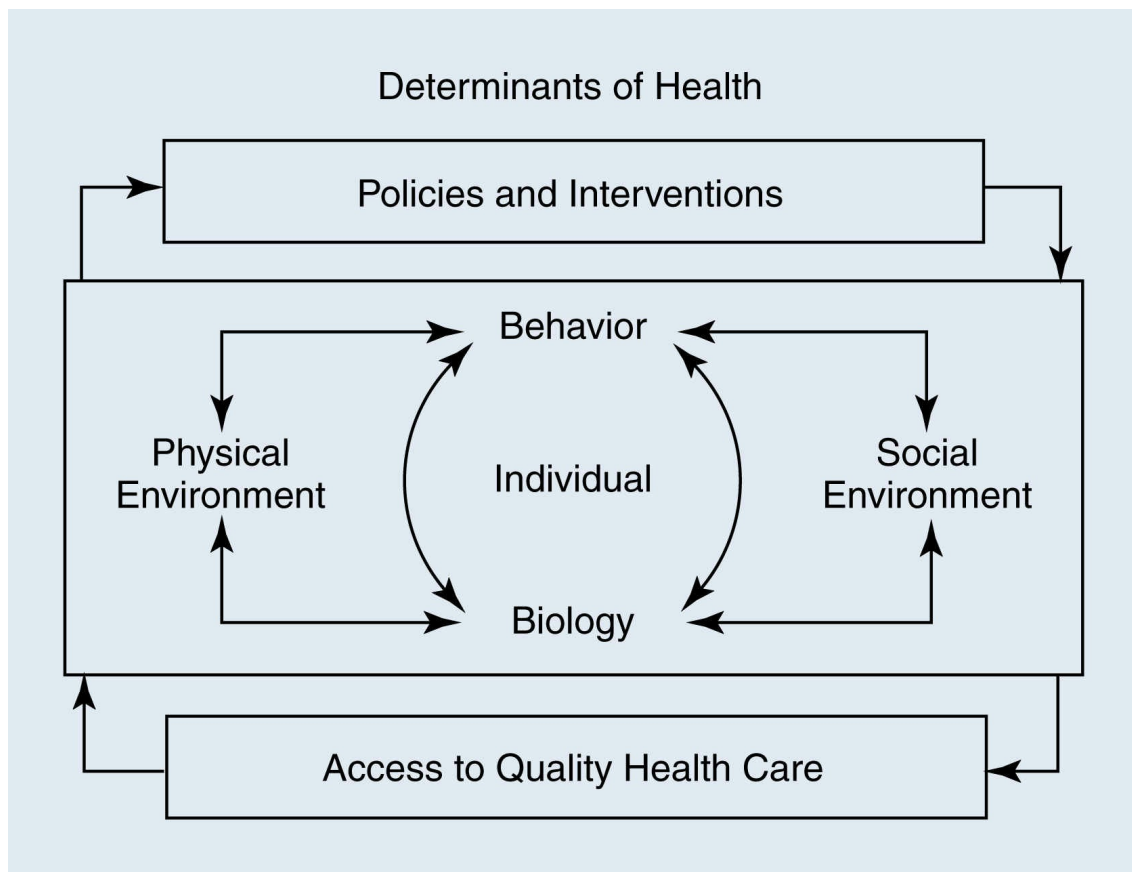 Determinants of Health
Policies and Interventions
Behavior
Physical
Environment
Individual
Social
Environment
Biology
Access to Quality Health Care